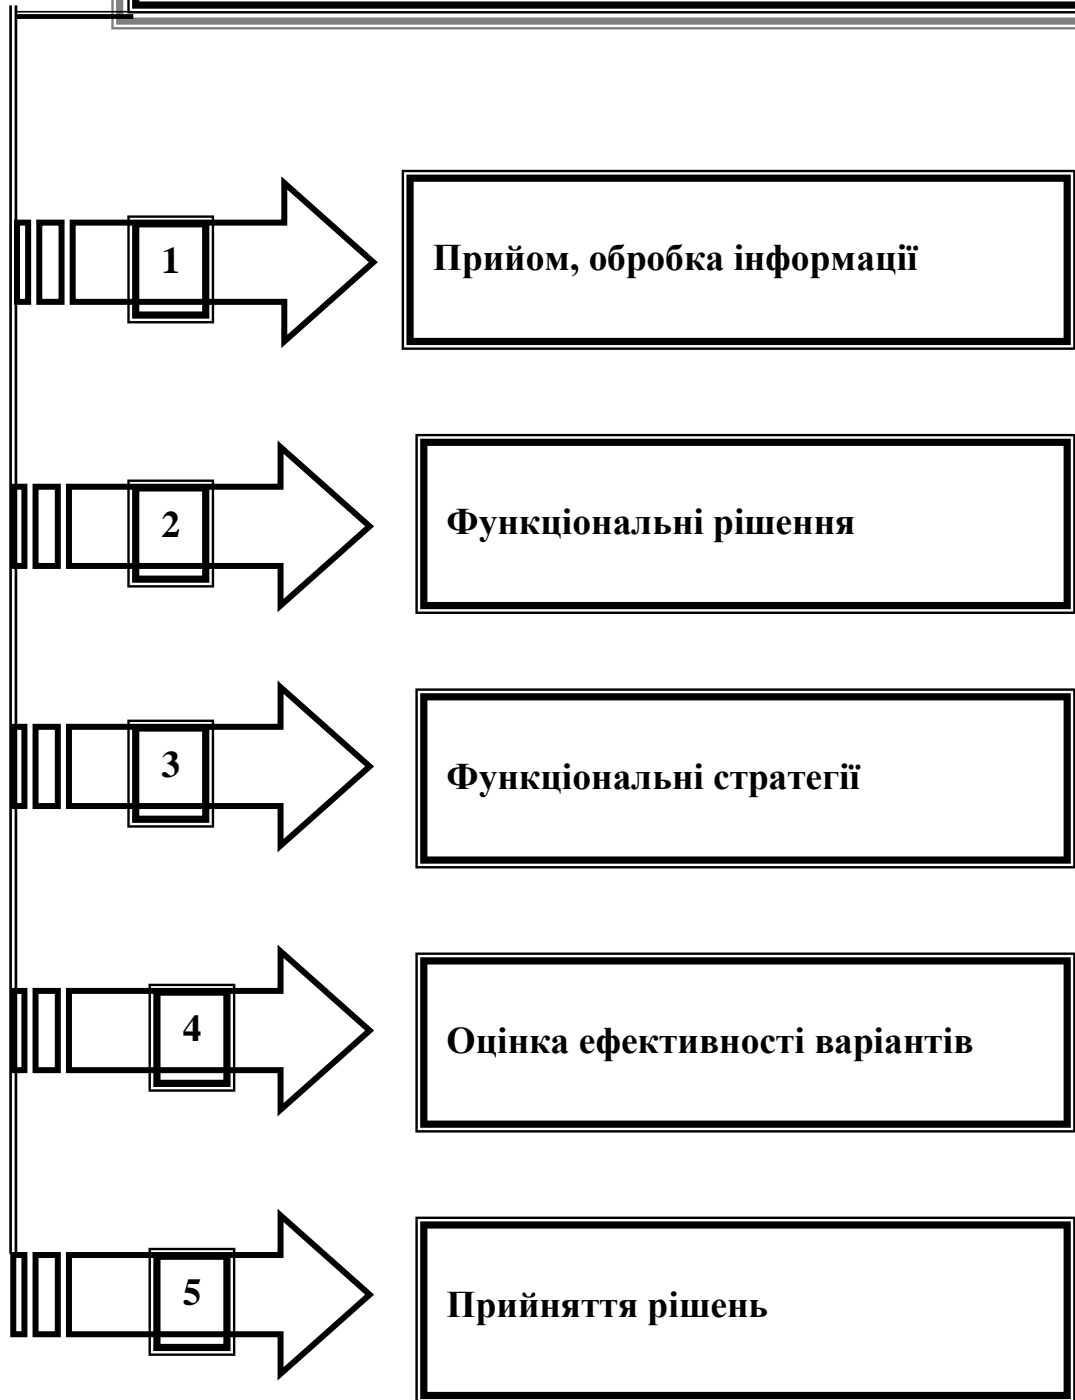 1
Прийом, обробка інформації
2
Функціональні рішення
3
Функціональні стратегії
4
Оцінка ефективності варіантів
5
Прийняття рішень